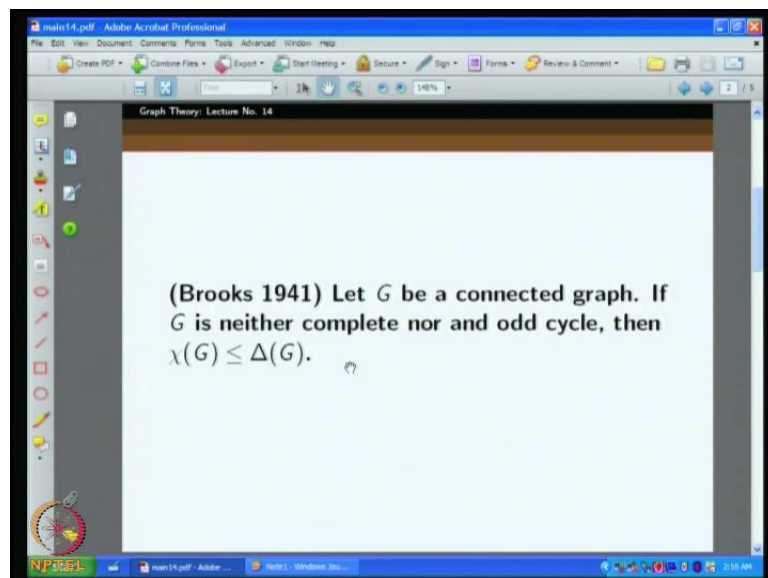 main14.pdf - Adobe Acrobat Professional
File Edit View Document Comments Forms Tools Advanced Window Help
Create PDF Combine Files Export Start Meeting Secure Sign Forms Review & Comment
Find 148% 2 / 5
Graph Theory: Lecture No. 14
(Brooks 1941) Let G be a connected graph. If
G is neither complete nor and odd cycle, then
χ(G) ≤ Δ(G).
NPTEL
main14.pdf - Adobe ... Note1 - Windows Jou... 2:55 AM